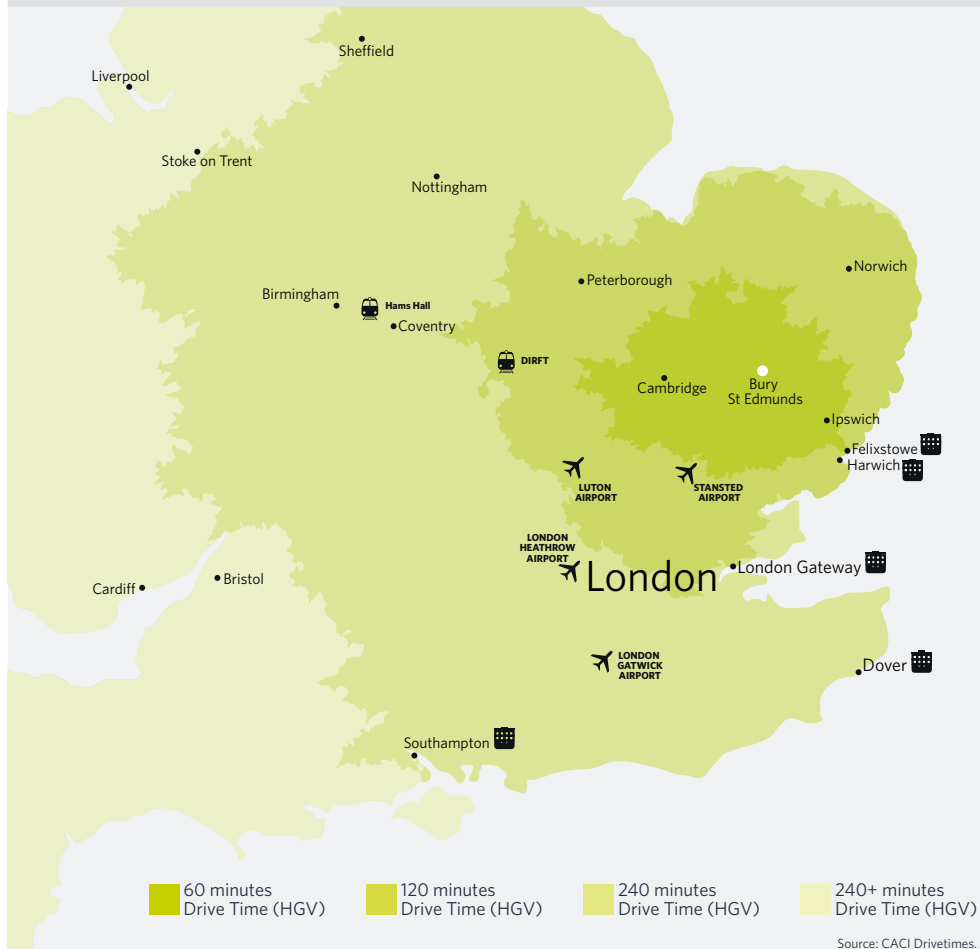 Sheffield
Liverpool
Stoke on Trent
Nottingham
Norwich
Peterborough
Birmingham
Hams Hall
Coventry
DIRFT
Cambridge
Bury
St Edmunds
Ipswich
Felixstowe
Harwich
LUTON
AIRPORT
STANSTED
AIRPORT
LONDON
HEATHROW
AIRPORT
London
London Gateway
Bristol
Cardiff
LONDON
GATWICK
AIRPORT
Dover
Southampton
60 minutes
Drive Time (HGV)
120 minutes
Drive Time (HGV)
240 minutes
Drive Time (HGV)
240+ minutes
Drive Time (HGV)
Source: CACI Drivetimes.